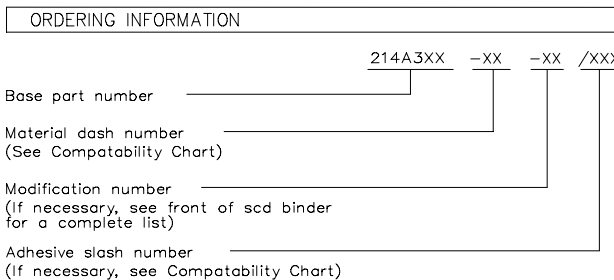 ORDERING INFORMATION
214A3XX -XX -XX /XXX
Base part number
Material dash number
(See Compatability Chart)
Modification number
(If necessary, see front of scd binder
for a complete list)
Adhesive slash number
(If necessary, see Compatability Chart)